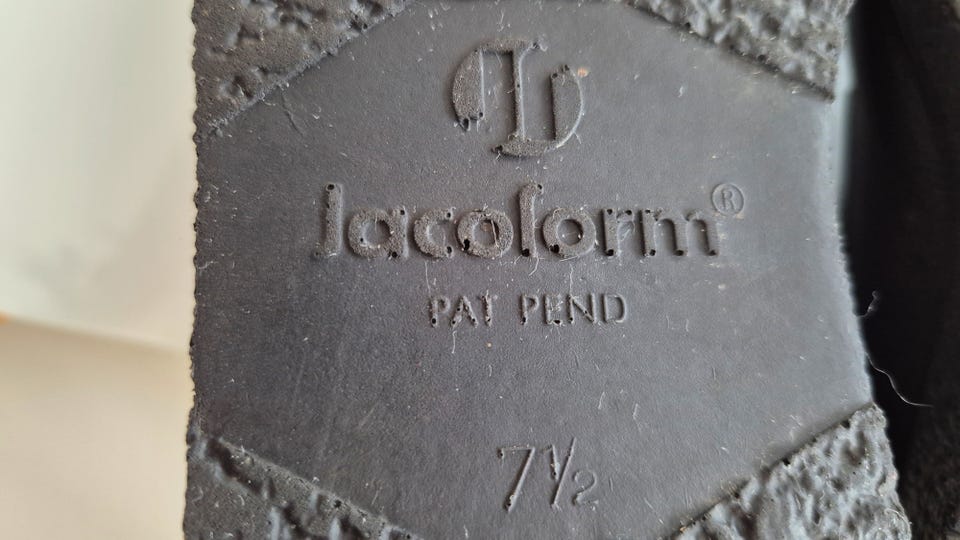 Jacoform®
PAT PEND
7½